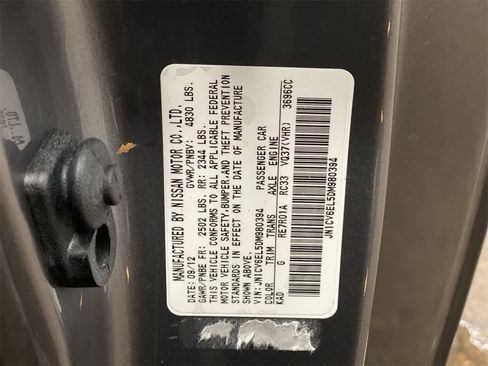 MANUFACTURED BY NISSAN MOTOR CO.,LTD.
09/12 GVWR/PNBV: 4830 LBS.
GAWR/PNBE FR: 2502 LBS. RR: 2344 LBS.
THIS VEHICLE CONFORMS TO ALL APPLICABLE FEDERAL
MOTOR VEHICLE SAFETY,BUMPER,AND THEFT PREVENTION
STANDARDS IN EFFECT ON THE DATE OF MANUFACTURE
SHOWN ABOVE.
VIN:JN1CV6EL5DM980394 PASSENGER CAR
COLOR TRIM TRANS AXLE ENGINE
KAD G RE7R01A RC33 VQ37(VHR) 3696CC
JN1CV6EL5DM980394